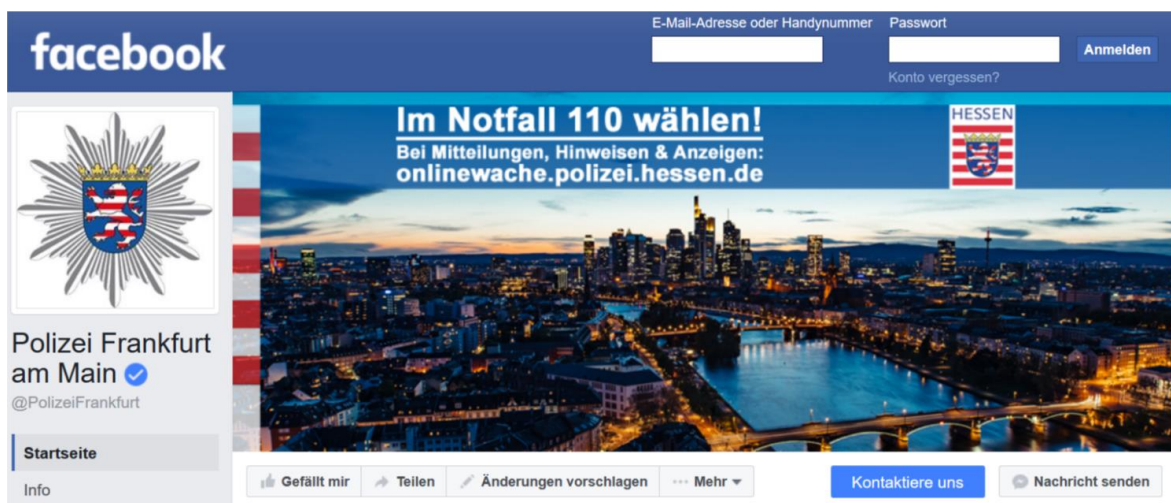 facebook
E-Mail-Adresse oder Handynummer
Passwort
Anmelden
Konto vergessen?
Im Notfall 110 wählen!
Bei Mitteilungen, Hinweisen & Anzeigen:
onlinewache.polizei.hessen.de
HESSEN
Polizei Frankfurt
am Main
@PolizeiFrankfurt
Startseite
Info
Gefällt mir
Teilen
Änderungen vorschlagen
Mehr
Kontaktiere uns
Nachricht senden